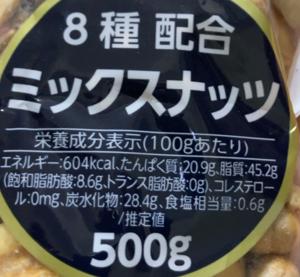 8種 配合
ミックスナッツ
栄養成分表示(100gあたり)
エネルギー:604kcal、たんぱく質:20.9g、脂質:45.2g
(飽和脂肪酸:8.6g、トランス脂肪酸:0g)、コレステロ
ール:0mg、炭水化物:28.4g、食塩相当量:0.6g
/推定値
500g